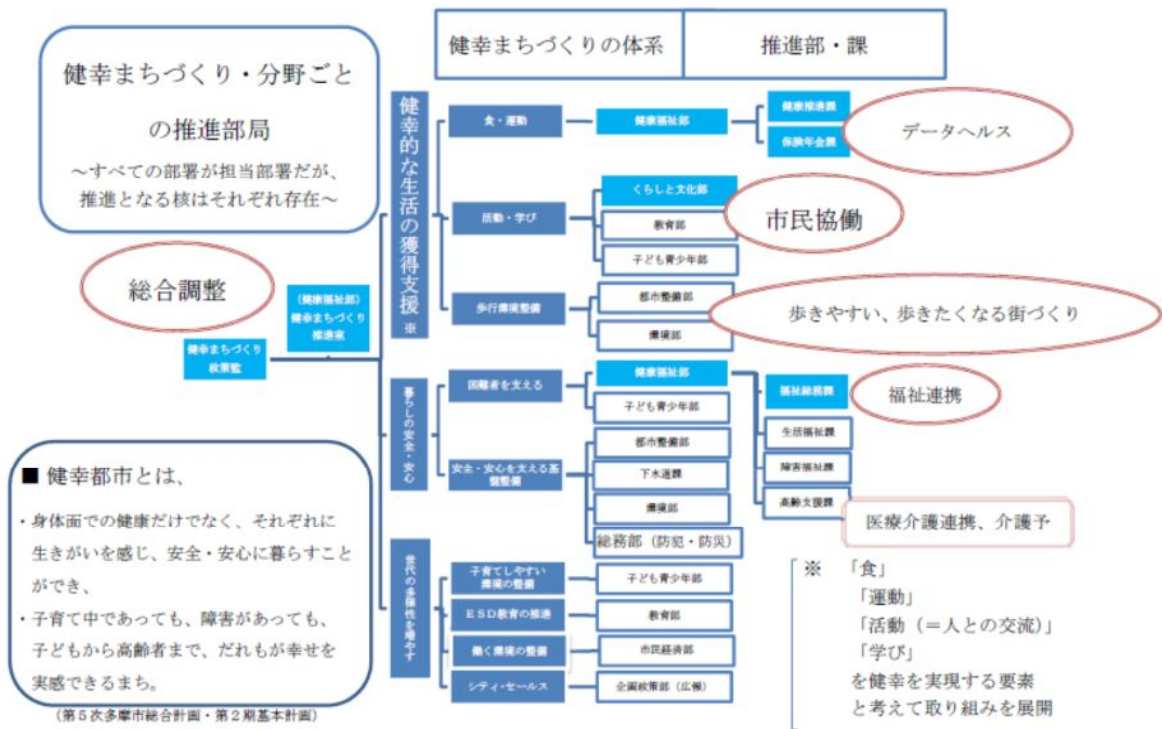 健幸まちづくり・分野ごと
の推進部局
～すべての部署が担当部署だが、
推進となる核はそれぞれ存在～
健幸まちづくりの体系
推進部・課
総合調整
健幸まちづくり
政策監
(健康福祉部)
健幸まちづくり
推進室
健幸的な生活の獲得支援 ※
食・運動
健康福祉部
健康推進課
保険年金課
データヘルス
活動・学び
くらしと文化部
教育部
子ども青少年部
市民協働
歩行環境整備
都市整備部
環境部
歩きやすい、歩きたくなる街づくり
暮らしの安全・安心
困難者を支える
健康福祉部
子ども青少年部
福祉総務課
生活福祉課
障害福祉課
高齢支援課
福祉連携
医療介護連携、介護予
安全・安心を支える基
盤整備
都市整備部
下水道課
環境部
総務部（防犯・防災）
世代の多様性を増やす
子育てしやすい
環境の整備
子ども青少年部
ＥＳＤ教育の推進
教育部
働く環境の整備
市民経済部
シティ・セールス
企画政策部（広報）
■ 健幸都市とは、
・身体面での健康だけでなく、それぞれに
生きがいを感じ、安全・安心に暮らすこと
ができ、
・子育て中であっても、障害があっても、
子どもから高齢者まで、だれもが幸せを
実感できるまち。
（第５次多摩市総合計画・第２期基本計画）
※ 「食」
「運動」
「活動（＝人との交流）」
「学び」
を健幸を実現する要素
と考えて取り組みを展開